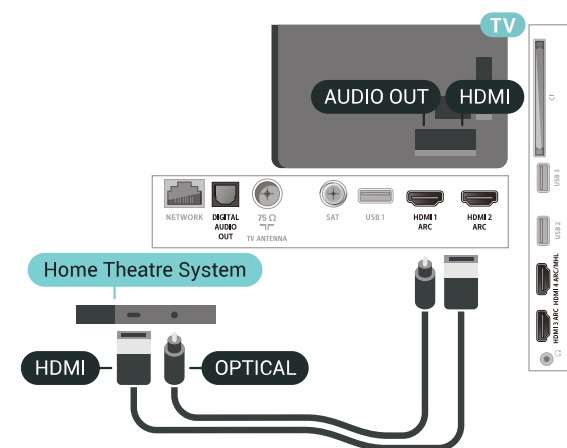 TV
AUDIO OUT
HDMI
CI
USB 3
NETWORK
DIGITAL
AUDIO
OUT
75 Ω
TV ANTENNA
SAT
USB 1
HDMI 1
ARC
HDMI 2
ARC
USB 2
HDMI 4 ARC/MHL
HDMI 3 ARC
Home Theatre System
HDMI
OPTICAL